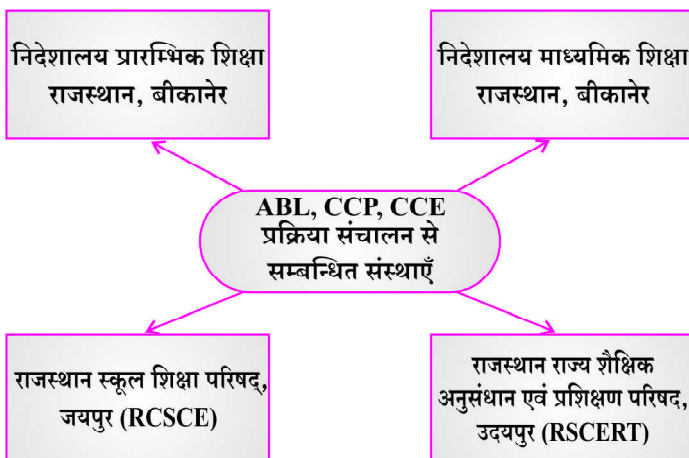 निदेशालय प्रारम्भिक शिक्षा
राजस्थान, बीकानेर
निदेशालय माध्यमिक शिक्षा
राजस्थान, बीकानेर
ABL, CCP, CCE
प्रक्रिया संचालन से
सम्बन्धित संस्थाएँ
राजस्थान स्कूल शिक्षा परिषद्,
जयपुर (RCSCE)
राजस्थान राज्य शैक्षिक
अनुसंधान एवं प्रशिक्षण परिषद,
उदयपुर (RSCERT)